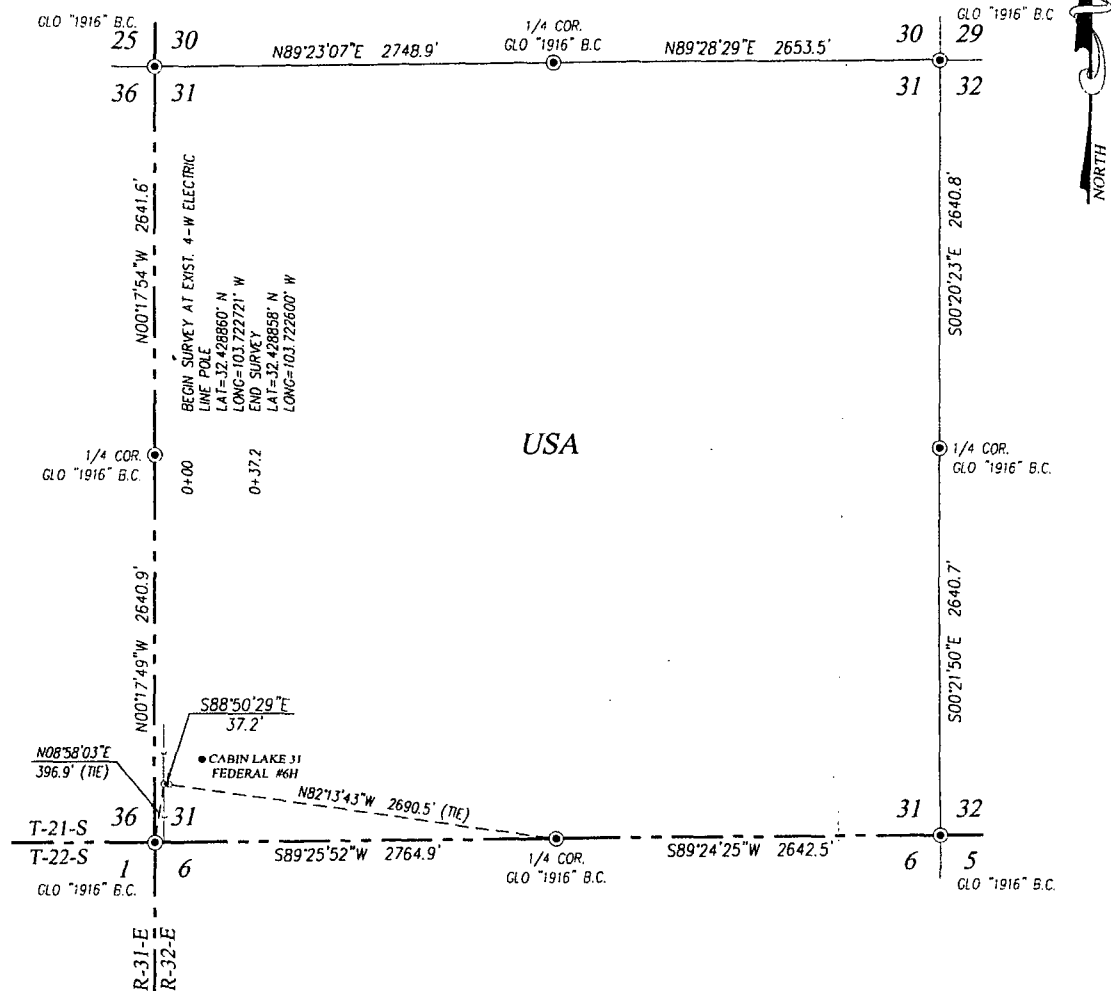 GLO "1916" B.C.
25 30
36 31
N89°23'07"E 2748.9'
1/4 COR.
GLO "1916" B.C
N89°28'29"E 2653.5'
GLO "1916" B.C
30 29
31 32
NORTH
N00°17'54"W 2641.6'
0+00 BEGIN SURVEY AT EXIST. 4-W ELECTRIC
LINE POLE
LAT=32.428860° N
LONG=103.722721° W
0+37.2 END SURVEY
LAT=32.428858° N
LONG=103.722600° W
S00°20'23"E 2640.8'
1/4 COR.
GLO "1916" B.C.
USA
1/4 COR.
GLO "1916" B.C.
N00°17'49"W 2640.9'
S00°21'50"E 2640.7'
S88°50'29"E
37.2'
N08°58'03"E
396.9' (TIE)
CABIN LAKE 31
FEDERAL #6H
N82°13'43"W 2690.5' (TIE)
36 31
31 32
T-21-S
T-22-S
1 6
GLO "1916" B.C.
S89°25'52"W 2764.9'
1/4 COR.
GLO "1916" B.C.
S89°24'25"W 2642.5'
6 5
GLO "1916" B.C.
R-31-E
R-32-E